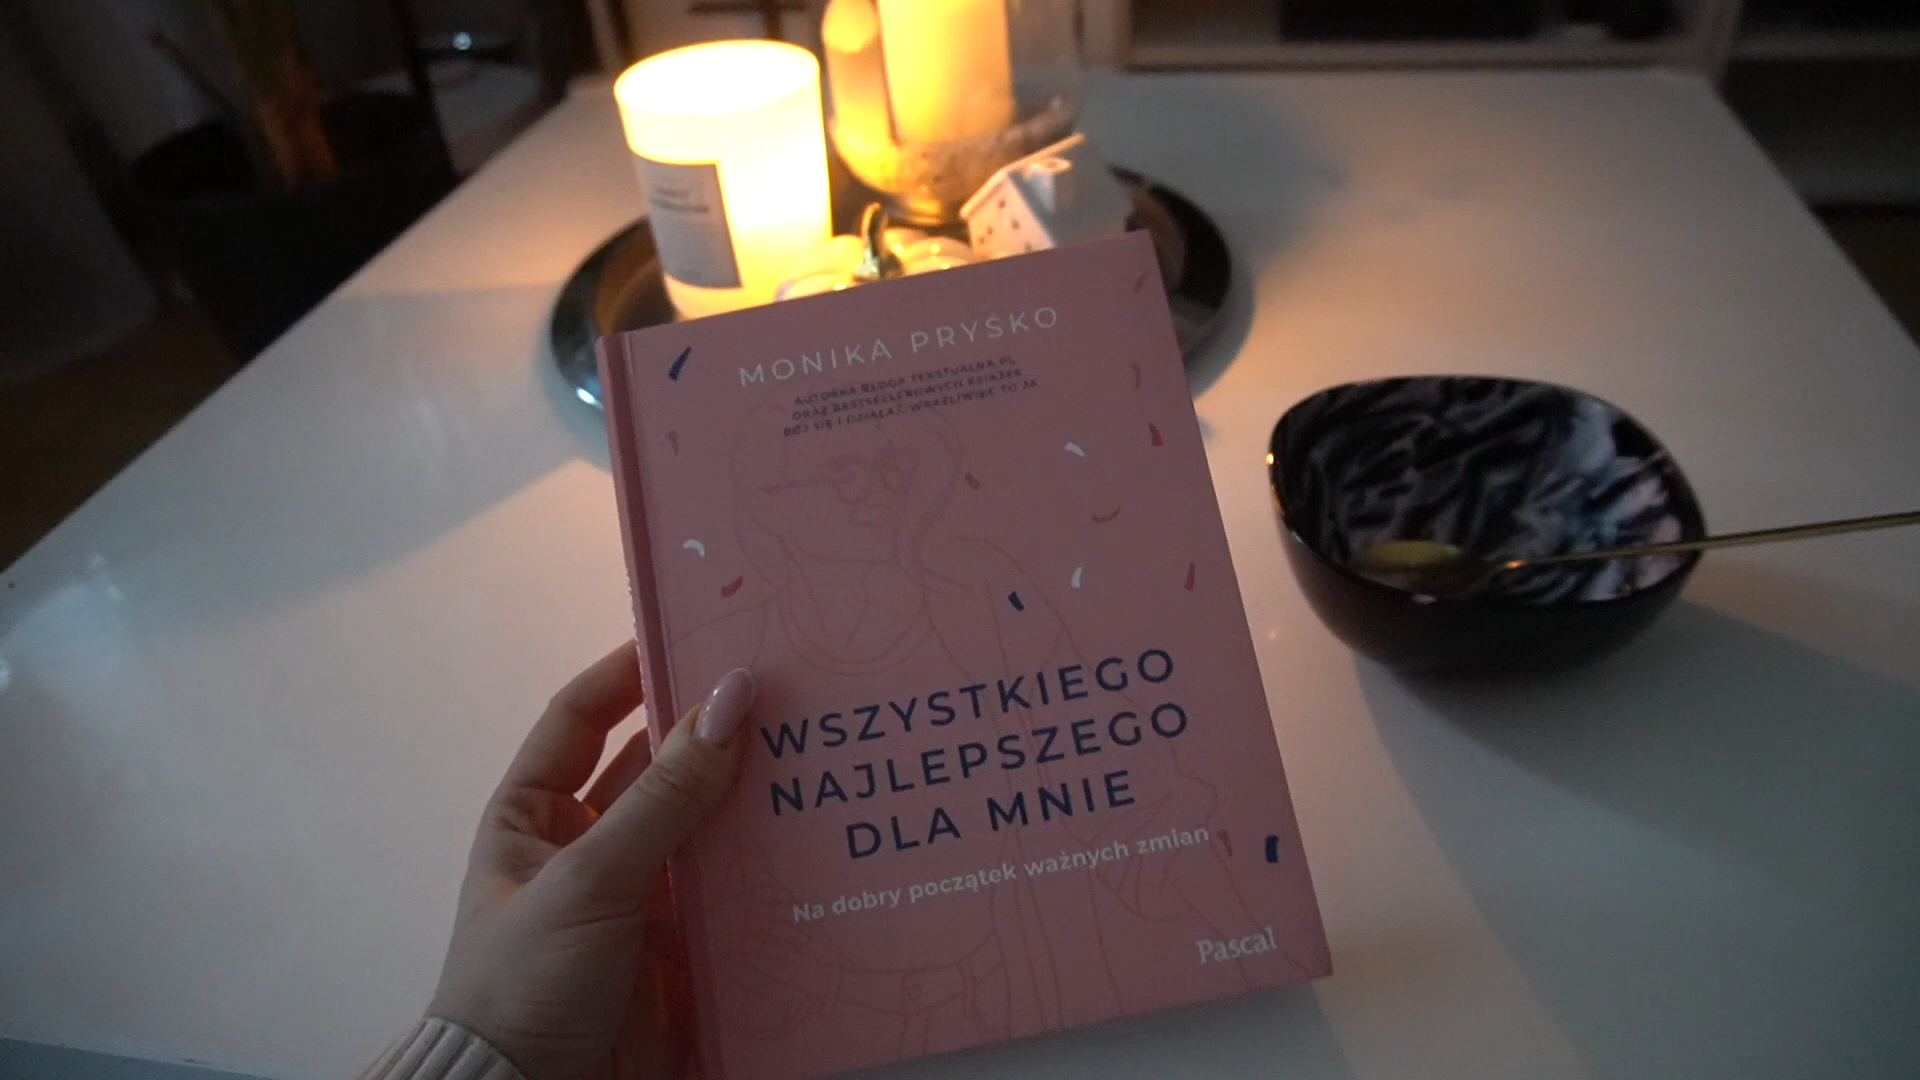 MONIKA PRYŚKO
AUTORKA BLOGA TEKSTUALNA.PL
ORAZ BESTSELLEROWYCH KSIĄŻEK
BÓJ SIĘ I DZIAŁAJ, WRAŻLIWIEC TO JA
WSZYSTKIEGO
NAJLEPSZEGO
DLA MNIE
Na dobry początek ważnych zmian
Pascal